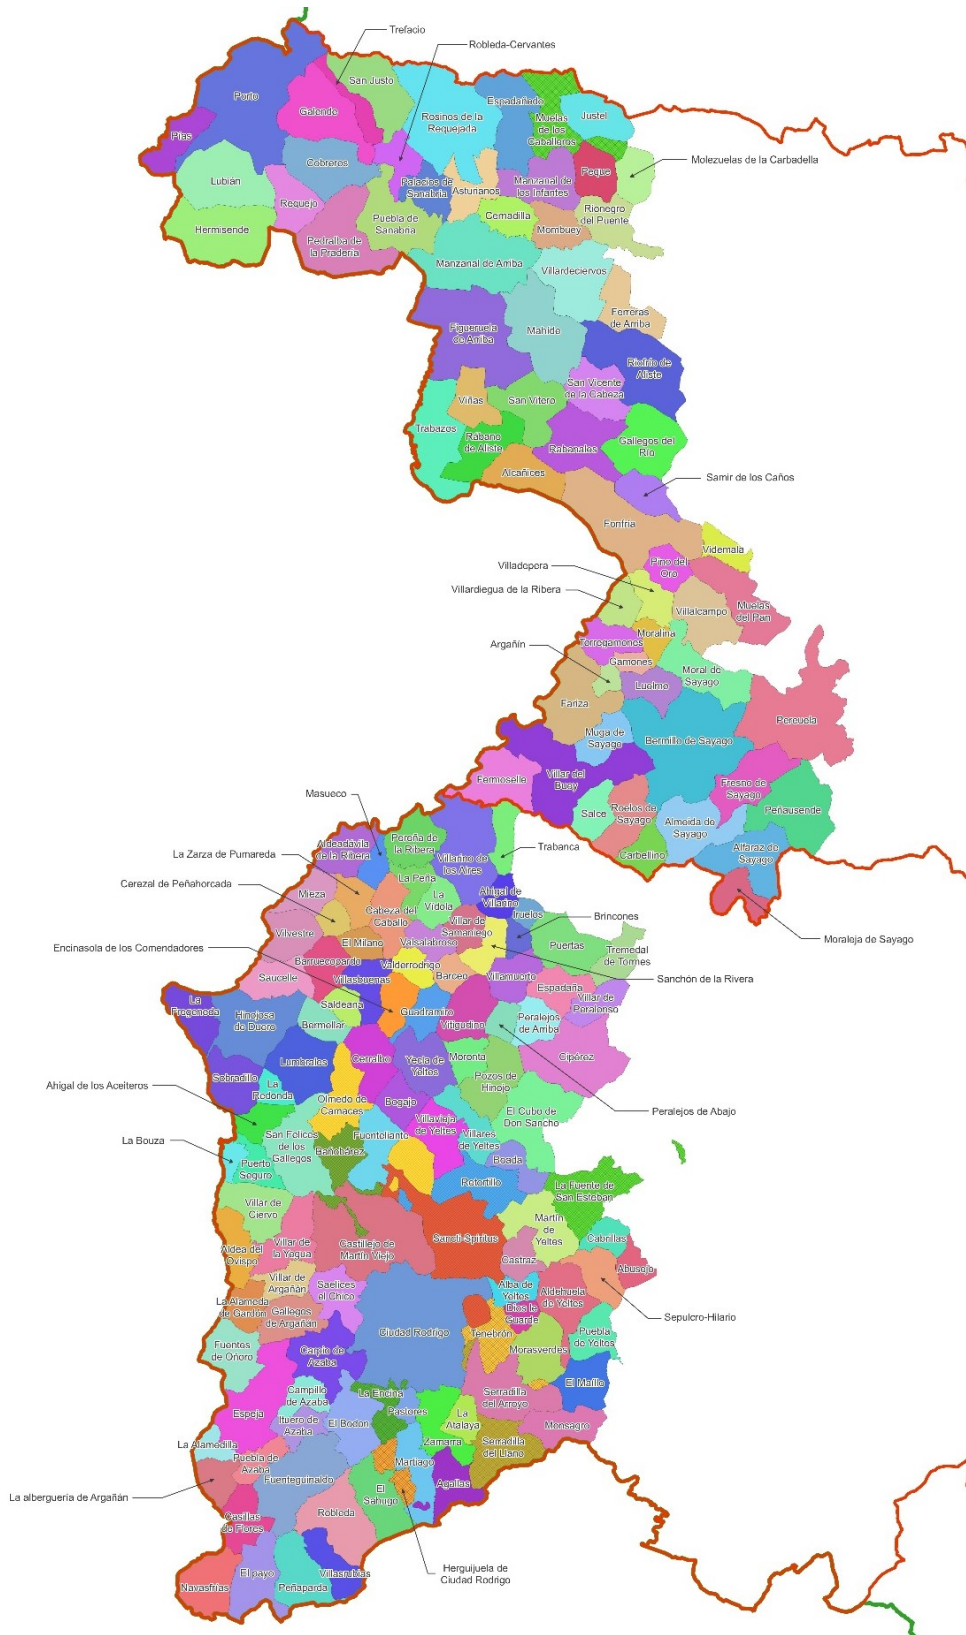 Trefacio
Robleda-Cervantes
San Justo
Porto
Galende
Espadañedo
Rosinos de la
Requejada
Muelas
de los
Caballeros
Justel
Pías
Molezuelas de la Carbadella
Cobreros
Lubián
Palacios de
Sanabria
Asturianos
Manzanal de
los Infantes
Peque
Requejo
Puebla de
Sanabria
Cernadilla
Mombuey
Rionegro
del Puente
Hermisende
Pedralba de
la Pradería
Manzanal de Arriba
Villardeciervos
Figueruela
de Arriba
Mahide
Ferreras
de Arriba
Riofrío de
Aliste
San Vicente
de la Cabeza
Viñas
San Vitero
Trabazos
Rábano
de Aliste
Rabanales
Gallegos del
Río
Alcañices
Samir de los Caños
Fonfría
Videmala
Villadepera
Pino del
Oro
Villardiegua de la Ribera
Villalcampo
Muelas
del Pan
Argañín
Torregamones
Moralina
Gamones
Moral de
Sayago
Luelmo
Fariza
Pereruela
Muga de
Sayago
Bermillo de Sayago
Fermoselle
Villar del
Buey
Fresno de
Sayago
Masueco
Salce
Roelos de
Sayago
Almeida de
Sayago
Peñausende
Aldeadávila
de la Ribera
Pereña de
la Ribera
Villarino de
los Aires
Trabanca
Carbellino
Alfaraz de
Sayago
La Zarza de Pumareda
La Peña
Cerezal de Peñahorcada
Mieza
Cabeza del
Caballo
La
Vidola
Ahigal de
Villarino
Iruelos
Brincones
Moraleja de Sayago
Vilvestre
El Milano
Valsalabroso
Villar de
Samaniego
Puertas
Tremedal
de Tormes
Encinasola de los Comendadores
Barruecopardo
Valderrodrigo
Sanchón de la Rivera
Saucelle
Villasbuenas
Barceo
Villarmuerto
Espadaña
Villar de
Peralonso
La
Fregeneda
Hinojosa
de Duero
Saldeana
Bermellar
Guadramiro
Vitigudino
Peralejos
de Arriba
Lumbrales
Cerralbo
Yecla de
Yeltes
Moronta
Cipérez
Sobradillo
La
Redonda
Pozos de
Hinojo
Ahigal de los Aceiteros
Olmedo de
Camaces
Bogajo
Villavieja
de Yeltes
El Cubo de
Don Sancho
Peralejos de Abajo
La Bouza
San Felices
de los
Gallegos
Fuenteliante
Villares
de Yeltes
Puerto
Seguro
Bañobárez
Boada
Retortillo
La Fuente de
San Esteban
Villar de
Ciervo
Martín
de
Yeltes
Aldea del
Obispo
Villar de
la Yegua
Castillejo de
Martín Viejo
Sancti-Spíritus
Cabrillas
Castraz
Abusejo
Villar de
Argañán
Saelices
el Chico
Alba de
Yeltes
Aldehuela
de Yeltes
La Alameda
de Gardón
Gallegos
de Argañán
Dios le
Guarde
Sepulcro-Hilario
Fuentes
de Oñoro
Ciudad Rodrigo
Tenebrón
Puebla
de Yeltes
Carpio de
Azaba
Morasverdes
El Maíllo
Campillo
de Azaba
La Encina
Serradilla
del Arroyo
Espeja
Ituero de
Azaba
El Bodón
Pastores
La
Atalaya
Monsagro
La Alamedilla
Puebla de
Azaba
Zamarra
Serradilla
del Llano
Martiago
Fuenteguinaldo
La alberguería de Argañán
El
Sahugo
Agallas
Casillas
de Flores
Robleda
Herguijuela de
Ciudad Rodrigo
Navasfrías
El payo
Peñaparda
Villasrubias